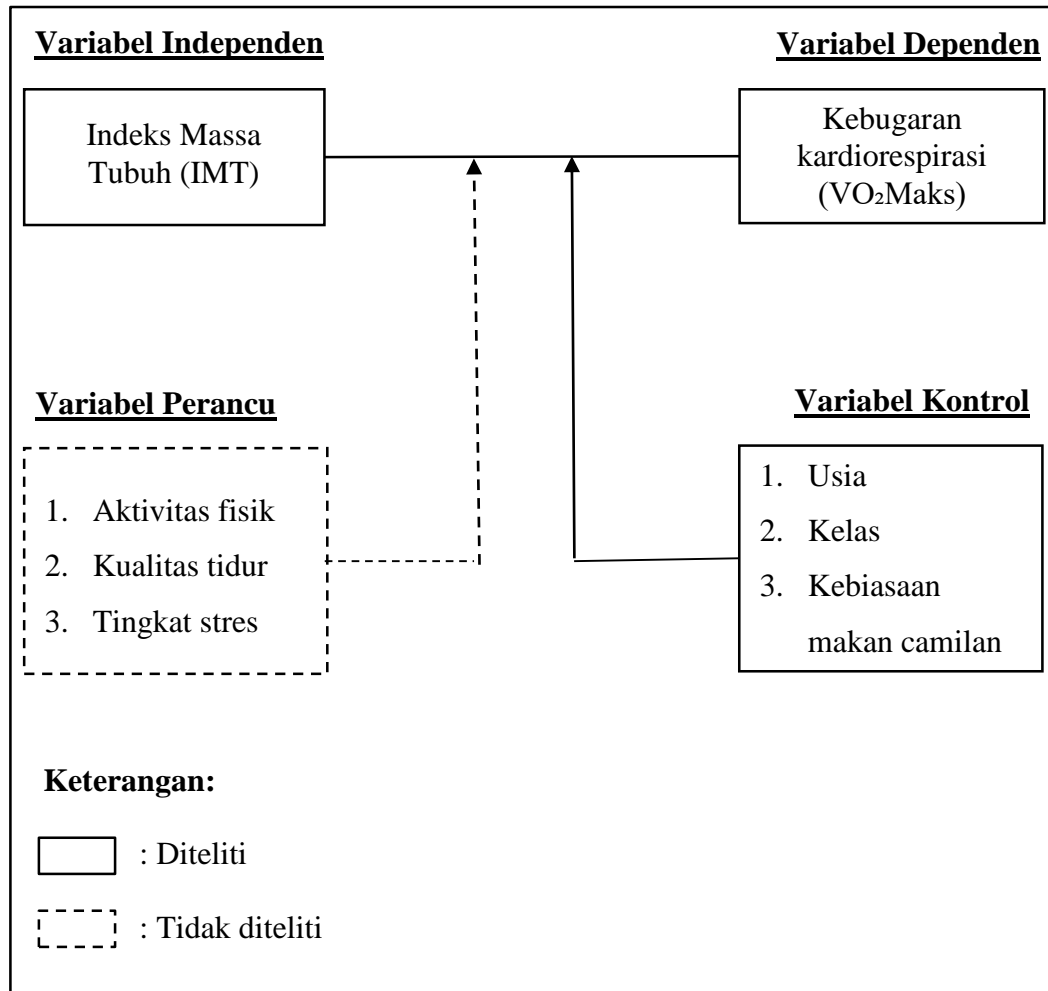 Variabel Independen
Variabel Dependen
Indeks Massa
Tubuh (IMT)
Kebugaran
kardiorespirasi
(VO₂Maks)
Variabel Perancu
Variabel Kontrol
1. Aktivitas fisik
2. Kualitas tidur
3. Tingkat stres
1. Usia
2. Kelas
3. Kebiasaan
makan camilan
Keterangan:
: Diteliti
: Tidak diteliti